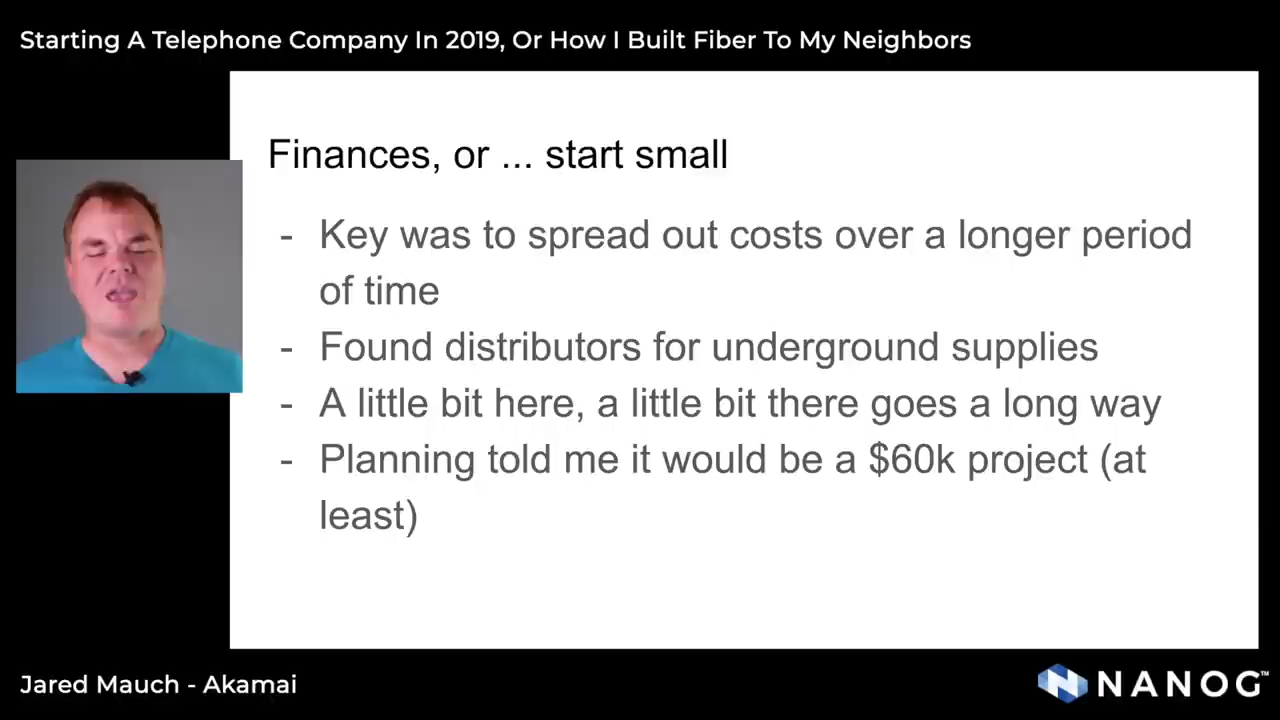 Starting A Telephone Company In 2019, Or How I Built Fiber To My Neighbors
Finances, or ... start small
- Key was to spread out costs over a longer period
of time
- Found distributors for underground supplies
- A little bit here, a little bit there goes a long way
- Planning told me it would be a $60k project (at
least)
Jared Mauch - Akamai
NANOG™